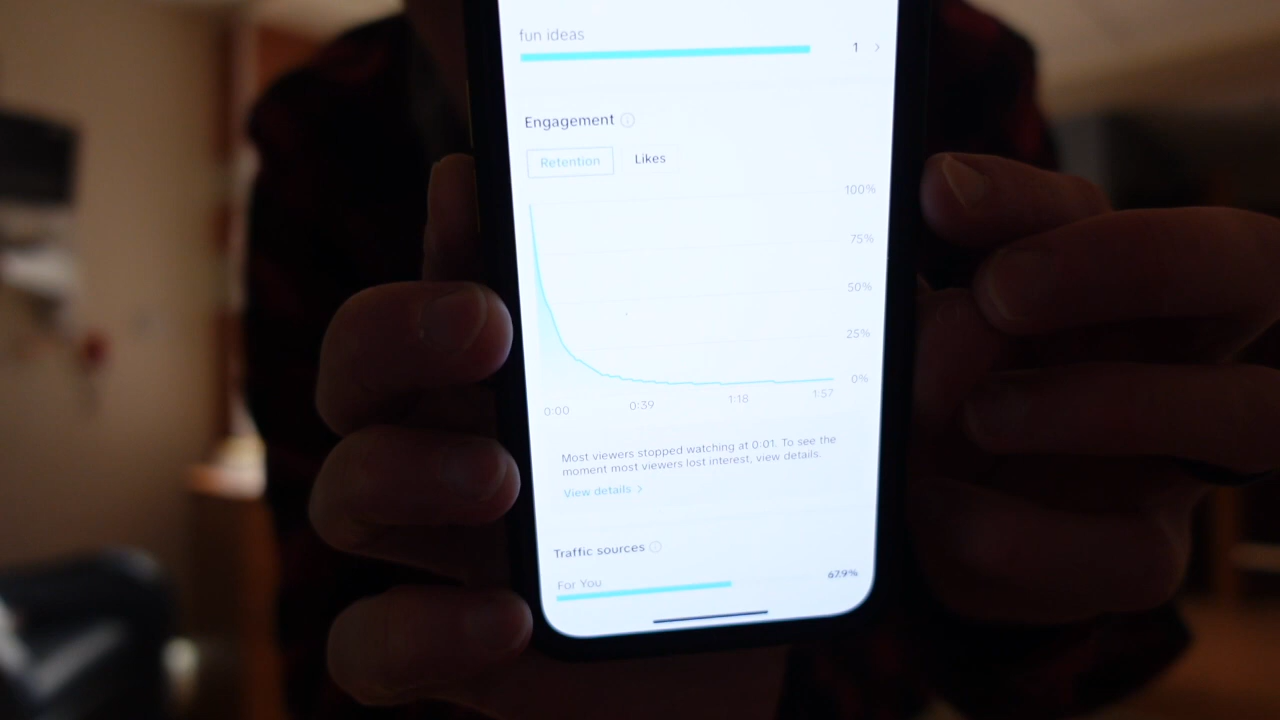 fun ideas
1
Engagement
Retention Likes
100%
75%
50%
25%
0%
0:00 0:39 1:18 1:57
Most viewers stopped watching at 0:01. To see the
moment most viewers lost interest, view details.
View details
Traffic sources
For You 67.9%